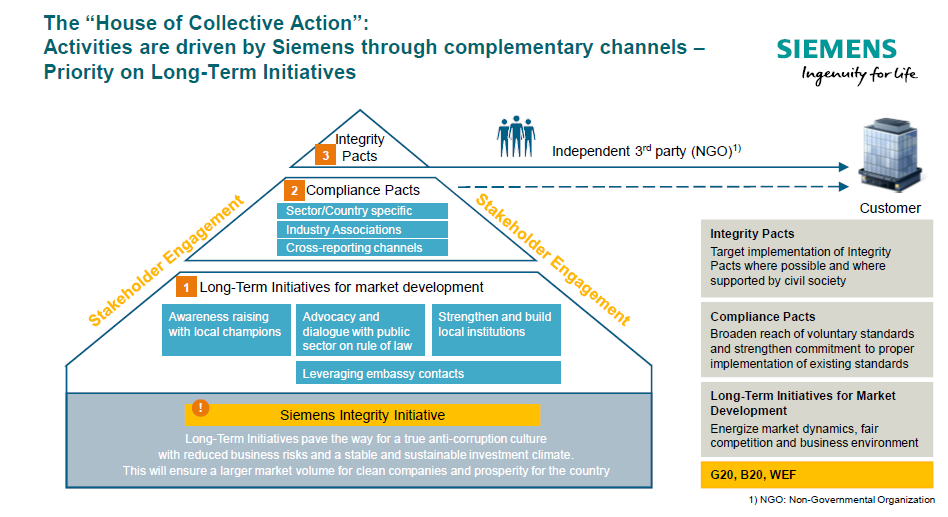 The “House of Collective Action”:
Activities are driven by Siemens through complementary channels –
Priority on Long-Term Initiatives
SIEMENS
Ingenuity for life
Integrity
3 Pacts
Independent 3rd party (NGO)1)
Customer
2 Compliance Pacts
Sector/Country specific
Industry Associations
Cross-reporting channels
Stakeholder Engagement
Stakeholder Engagement
1 Long-Term Initiatives for market development
Awareness raising
with local champions
Advocacy and
dialogue with public
sector on rule of law
Strengthen and build
local institutions
Leveraging embassy contacts
!
Siemens Integrity Initiative
Long-Term Initiatives pave the way for a true anti-corruption culture
with reduced business risks and a stable and sustainable investment climate.
This will ensure a larger market volume for clean companies and prosperity for the country
Integrity Pacts
Target implementation of Integrity
Pacts where possible and where
supported by civil society
Compliance Pacts
Broaden reach of voluntary standards
and strengthen commitment to proper
implementation of existing standards
Long-Term Initiatives for Market
Development
Energize market dynamics, fair
competition and business environment
G20, B20, WEF
1) NGO: Non-Governmental Organization